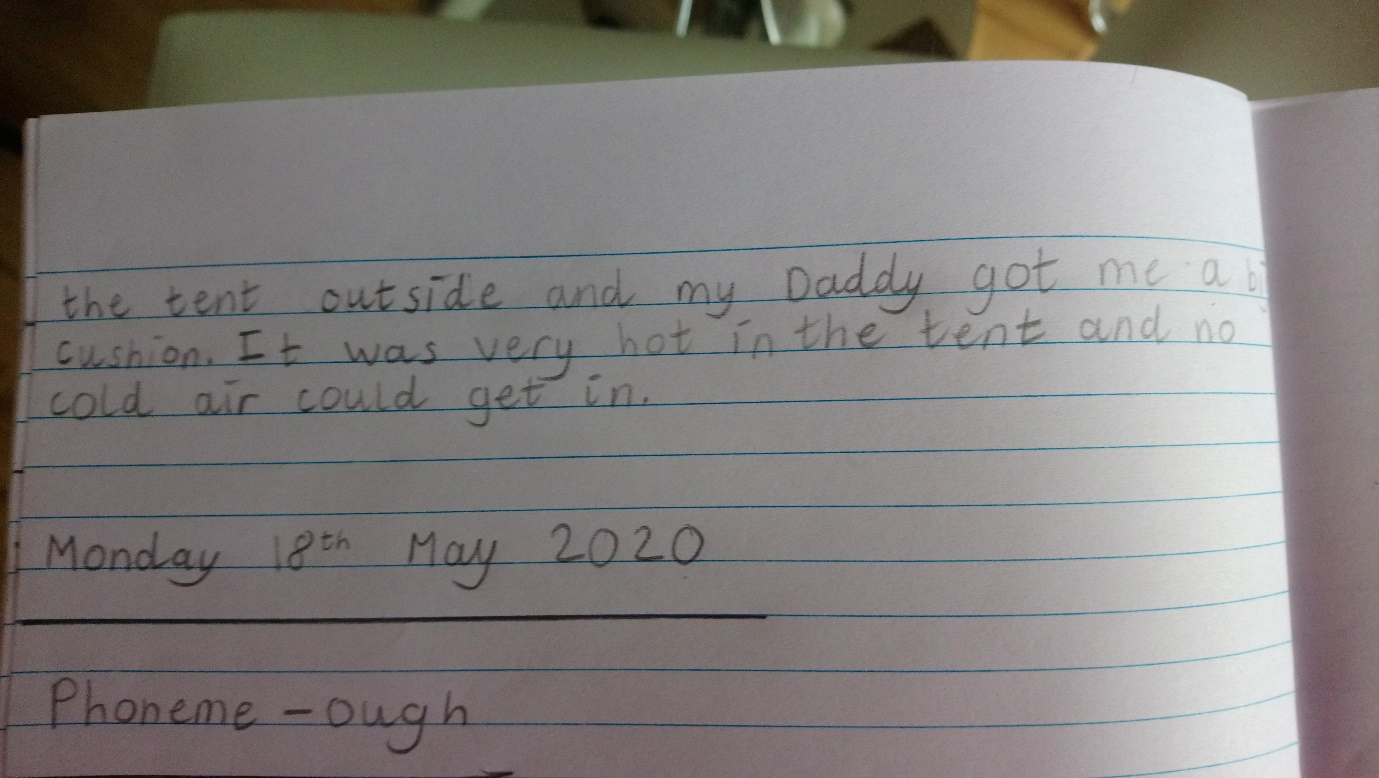 the tent outside and my Daddy got me a
cushion. It was very hot in the tent and no
cold air could get in.
Monday 18th May 2020
Phoneme - ough